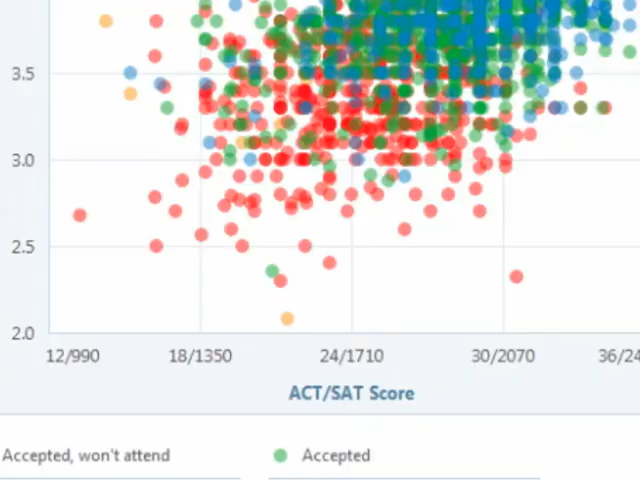 3.5
3.0
2.5
2.0
12/990 18/1350 24/1710 30/2070 36/24
ACT/SAT Score
Accepted, won't attend Accepted